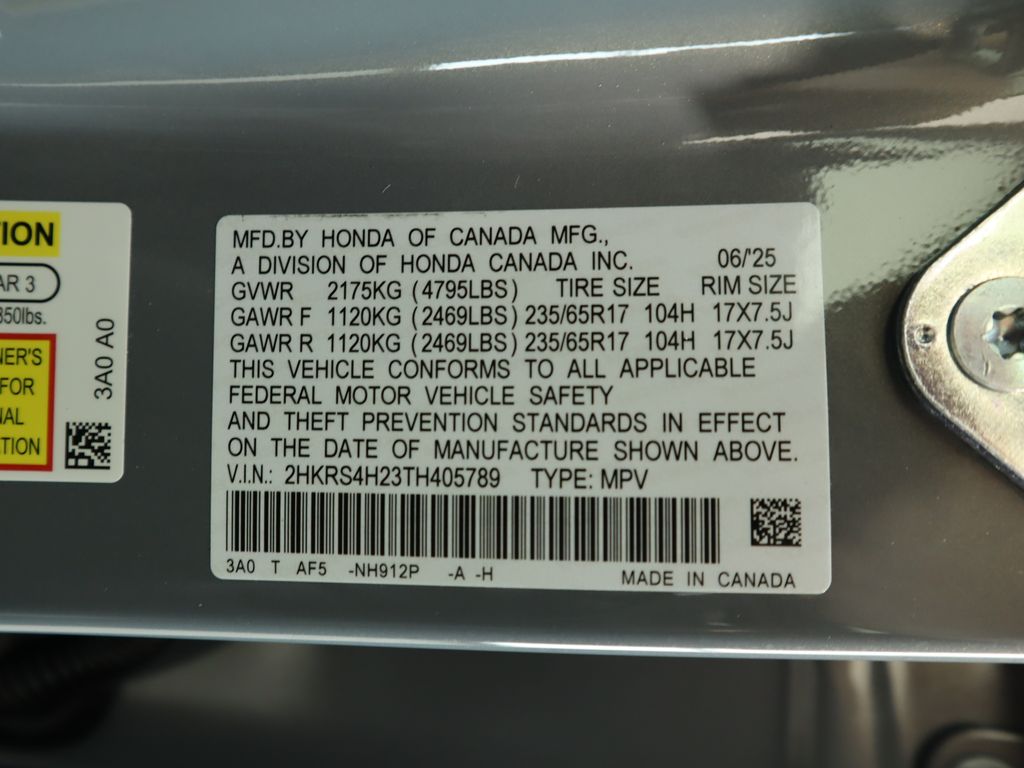 ION
AR 3
350lbs.
NER'S
FOR
NAL
TION
3A0 A0
MFD.BY HONDA OF CANADA MFG.,
A DIVISION OF HONDA CANADA INC. 06/'25
GVWR 2175KG (4795LBS) TIRE SIZE RIM SIZE
GAWR F 1120KG (2469LBS) 235/65R17 104H 17X7.5J
GAWR R 1120KG (2469LBS) 235/65R17 104H 17X7.5J
THIS VEHICLE CONFORMS TO ALL APPLICABLE
FEDERAL MOTOR VEHICLE SAFETY
AND THEFT PREVENTION STANDARDS IN EFFECT
ON THE DATE OF MANUFACTURE SHOWN ABOVE.
V.I.N.: 2HKRS4H23TH405789 TYPE: MPV
3A0 T AF5 -NH912P -A -H MADE IN CANADA